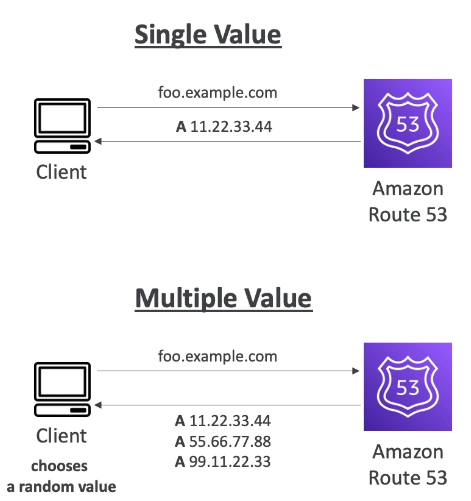 Single Value
foo.example.com
A 11.22.33.44
53
Client
Amazon
Route 53
Multiple Value
foo.example.com
53
A 11.22.33.44
A 55.66.77.88
A 99.11.22.33
Client
chooses
a random value
Amazon
Route 53